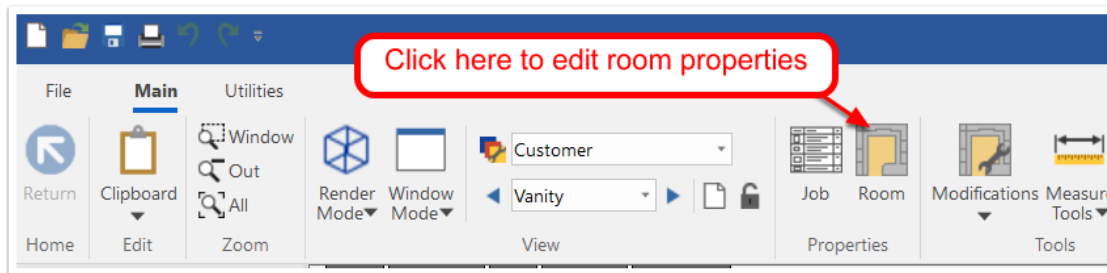 Click here to edit room properties
File Main Utilities
Window
Customer
Out
Vanity
All
Return Clipboard Render Mode Window Mode Job Room Modifications Measure Tools
Home Edit Zoom View Properties Tools